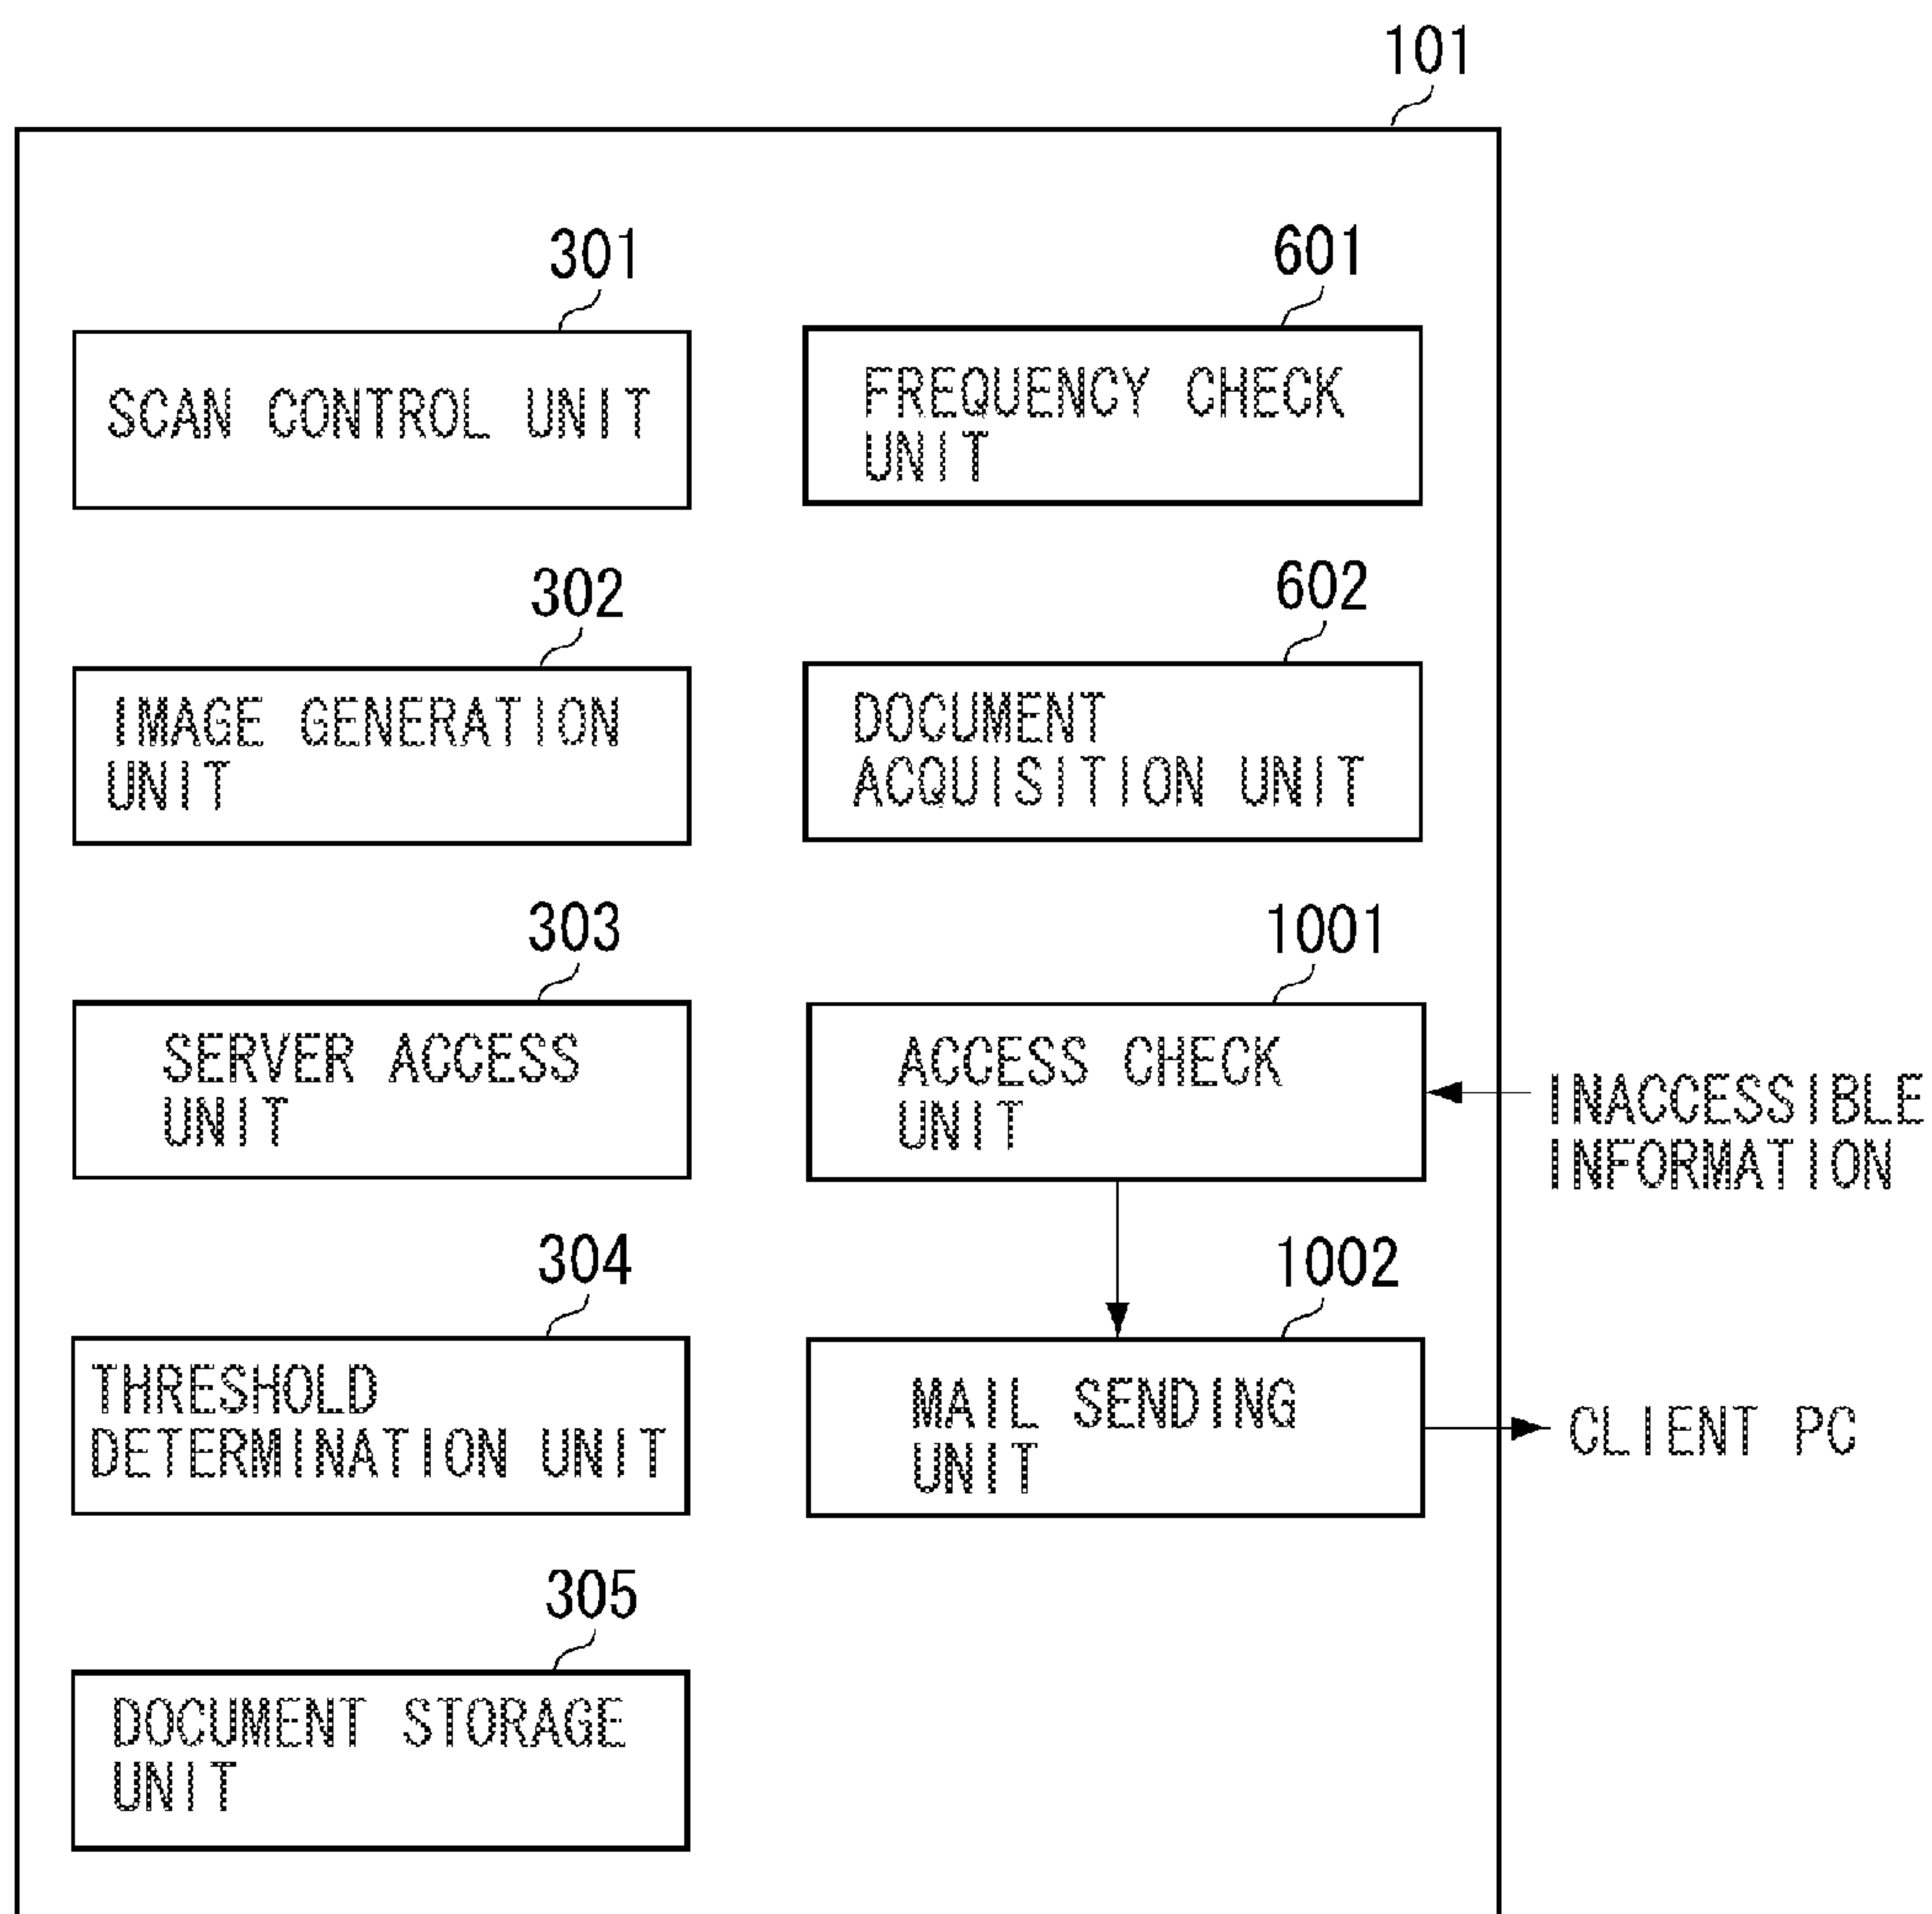 101
301
SCAN CONTROL UNIT
601
FREQUENCY CHECK
UNIT
302
IMAGE GENERATION
UNIT
602
DOCUMENT
ACQUISITION UNIT
303
SERVER ACCESS
UNIT
1001
ACCESS CHECK
UNIT
INACCESSIBLE
INFORMATION
304
THRESHOLD
DETERMINATION UNIT
1002
MAIL SENDING
UNIT
CLIENT PC
305
DOCUMENT STORAGE
UNIT